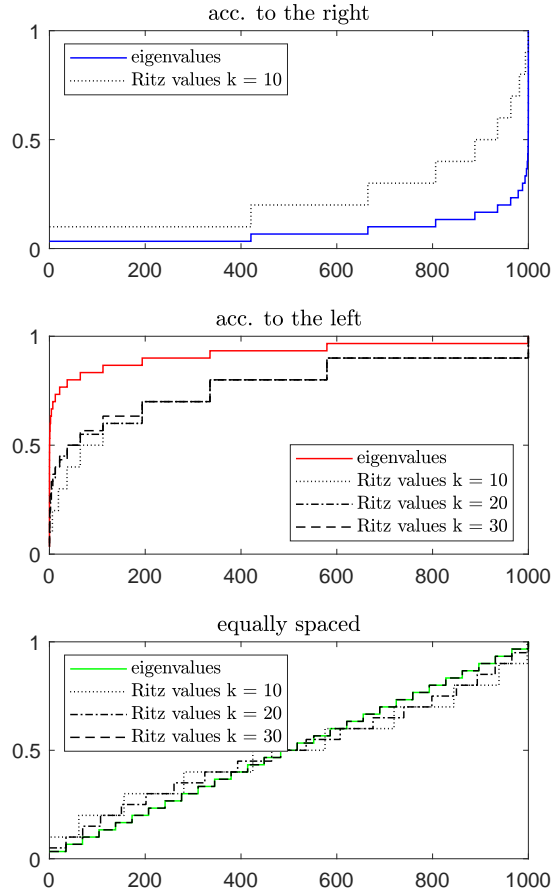 acc. to the right
1
eigenvalues
Ritz values k = 10
0.5
0
0 200 400 600 800 1000
acc. to the left
1
0.5
eigenvalues
Ritz values k = 10
Ritz values k = 20
Ritz values k = 30
0
0 200 400 600 800 1000
equally spaced
1
eigenvalues
Ritz values k = 10
Ritz values k = 20
Ritz values k = 30
0.5
0
0 200 400 600 800 1000